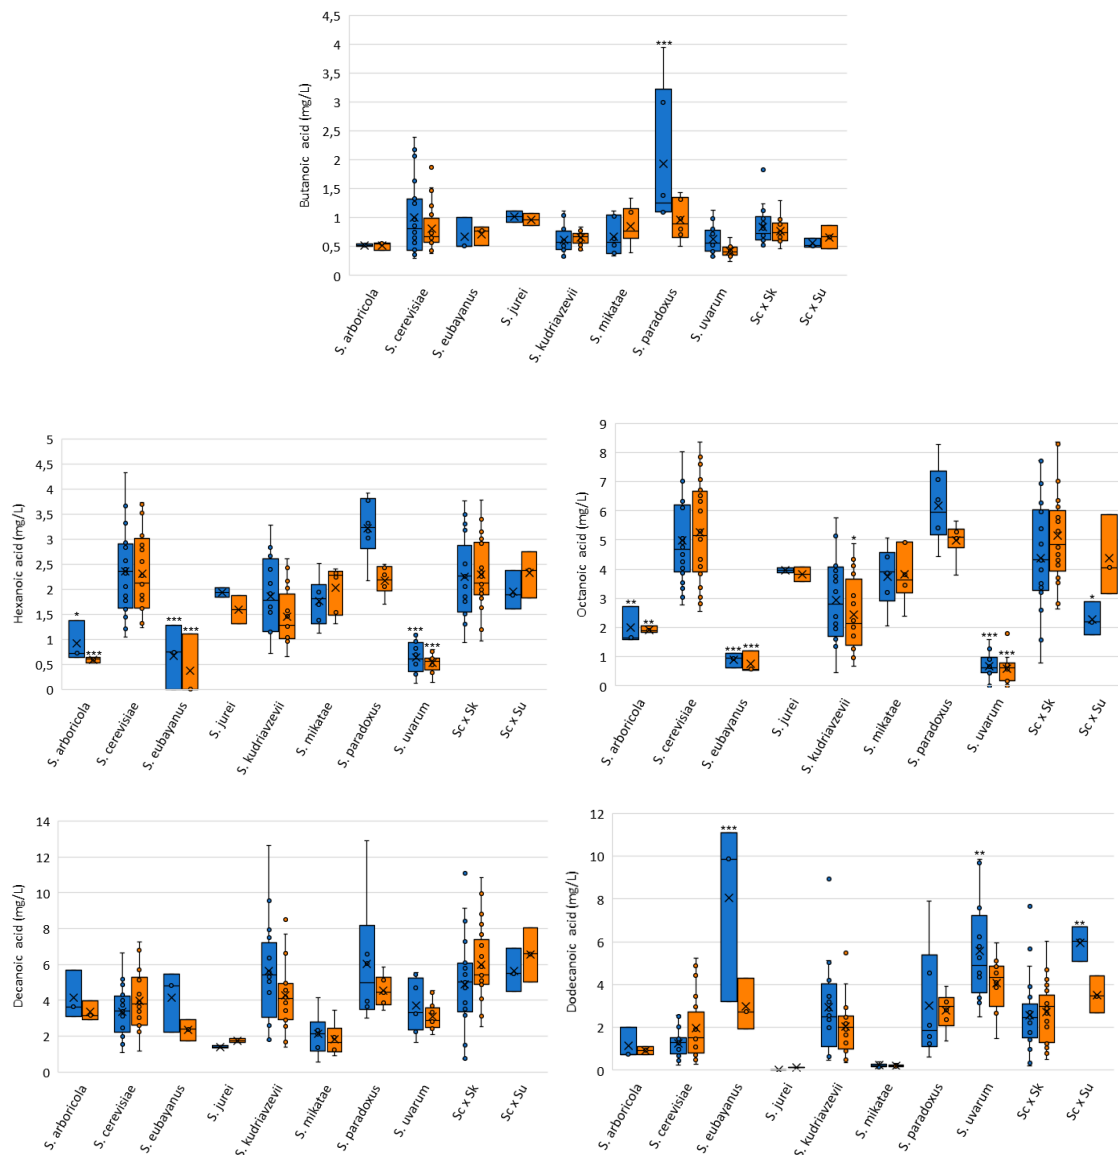 Butanoic acid (mg/L)
4,5
4
3,5
3
2,5
2
1,5
1
0,5
0
***
S. arboricola
S. cerevisiae
S. eubayanus
S. jurei
S. kudriavzevii
S. mikatae
S. paradoxus
S. uvarum
Sc x Sk
Sc x Su
Hexanoic acid (mg/L)
5
4,5
4
3,5
3
2,5
2
1,5
1
0,5
0
*
***
***
***
***
***
S. arboricola
S. cerevisiae
S. eubayanus
S. jurei
S. kudriavzevii
S. mikatae
S. paradoxus
S. uvarum
Sc x Sk
Sc x Su
Octanoic acid (mg/L)
9
8
7
6
5
4
3
2
1
0
**
**
***
***
*
***
***
*
S. arboricola
S. cerevisiae
S. eubayanus
S. jurei
S. kudriavzevii
S. mikatae
S. paradoxus
S. uvarum
Sc x Sk
Sc x Su
Decanoic acid (mg/L)
14
12
10
8
6
4
2
0
S. arboricola
S. cerevisiae
S. eubayanus
S. jurei
S. kudriavzevii
S. mikatae
S. paradoxus
S. uvarum
Sc x Sk
Sc x Su
Dodecanoic acid (mg/L)
12
10
8
6
4
2
0
***
**
**
S. arboricola
S. cerevisiae
S. eubayanus
S. jurei
S. kudriavzevii
S. mikatae
S. paradoxus
S. uvarum
Sc x Sk
Sc x Su